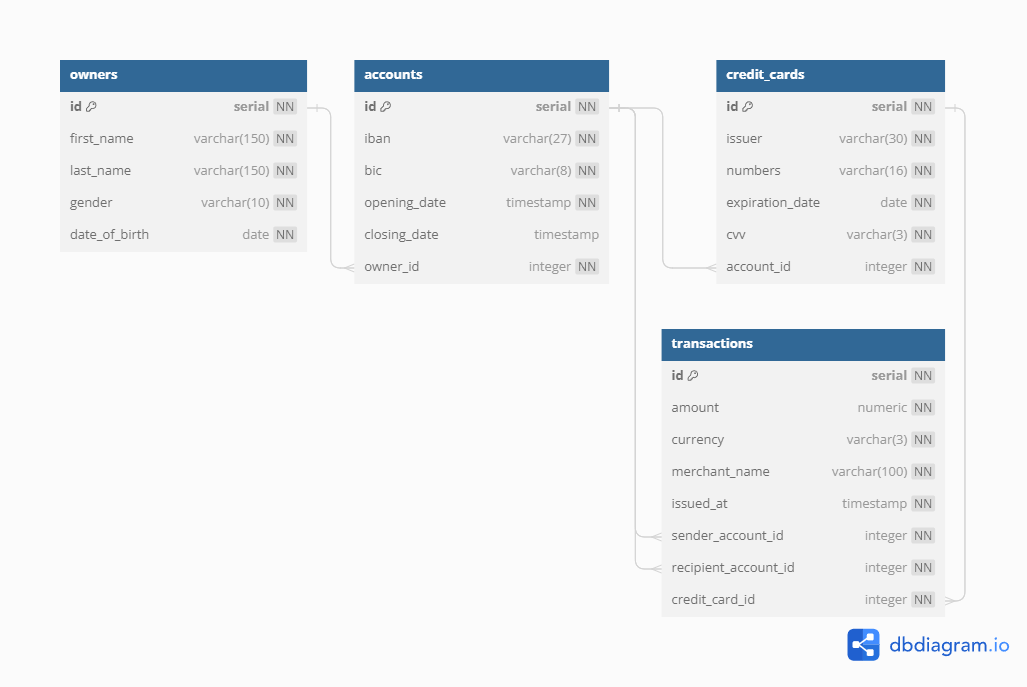 owners
id serial NN
first_name varchar(150) NN
last_name varchar(150) NN
gender varchar(10) NN
date_of_birth date NN
accounts
id serial NN
iban varchar(27) NN
bic varchar(8) NN
opening_date timestamp NN
closing_date timestamp
owner_id integer NN
credit_cards
id serial NN
issuer varchar(30) NN
numbers varchar(16) NN
expiration_date date NN
cvv varchar(3) NN
account_id integer NN
transactions
id serial NN
amount numeric NN
currency varchar(3) NN
merchant_name varchar(100) NN
issued_at timestamp NN
sender_account_id integer NN
recipient_account_id integer NN
credit_card_id integer NN
dbdiagram.io